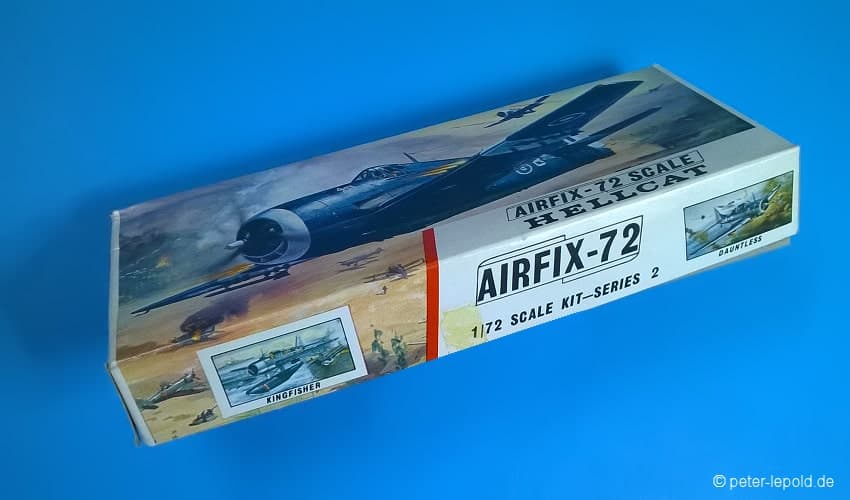 AIRFIX-72 SCALE
HELLCAT
AIRFIX-72
1/72 SCALE KIT—SERIES 2
DAUNTLESS
KINGFISHER
© peter-lepold.de